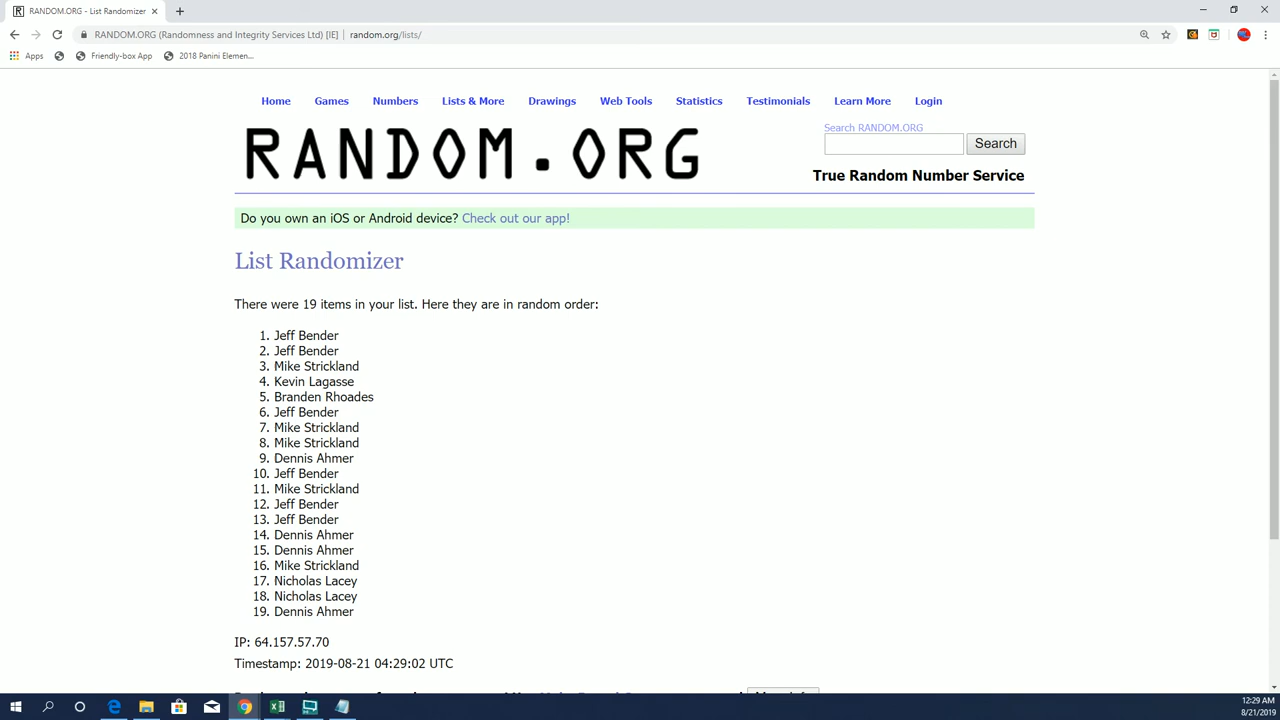 RANDOM.ORG - List Randomizer
RANDOM.ORG (Randomness and Integrity Services Ltd) [IE] | random.org/lists/
Apps Friendly-box App 2018 Panini Elemen...
Home Games Numbers Lists & More Drawings Web Tools Statistics Testimonials Learn More Login
RANDOM.ORG
Search RANDOM.ORG
Search
True Random Number Service
Do you own an iOS or Android device? Check out our app!
List Randomizer
There were 19 items in your list. Here they are in random order:
1. Jeff Bender
2. Jeff Bender
3. Mike Strickland
4. Kevin Lagasse
5. Branden Rhoades
6. Jeff Bender
7. Mike Strickland
8. Mike Strickland
9. Dennis Ahmer
10. Jeff Bender
11. Mike Strickland
12. Jeff Bender
13. Jeff Bender
14. Dennis Ahmer
15. Dennis Ahmer
16. Mike Strickland
17. Nicholas Lacey
18. Nicholas Lacey
19. Dennis Ahmer
IP: 64.157.57.70
Timestamp: 2019-08-21 04:29:02 UTC
12:29 AM
8/21/2019